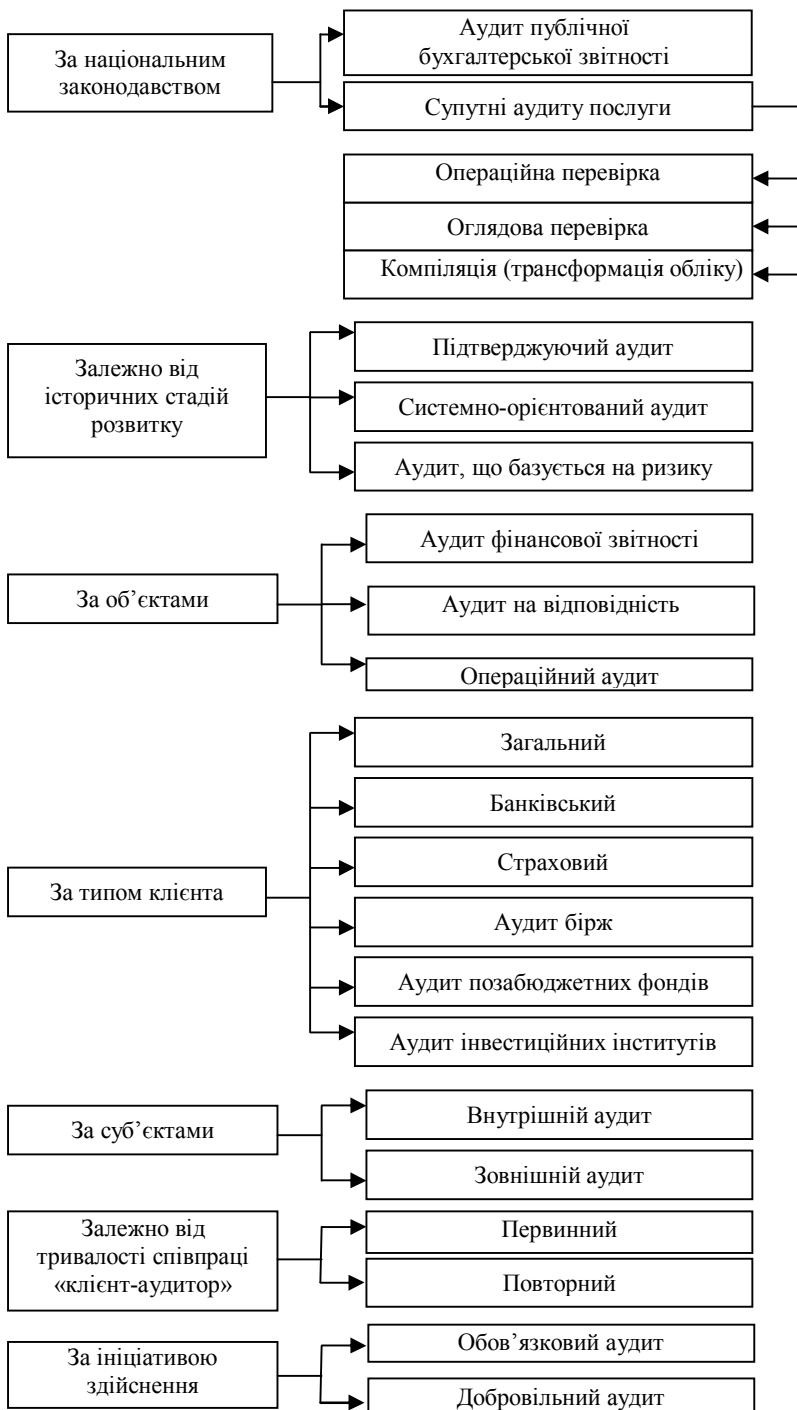 За національним
законодавством
Аудит публічної
бухгалтерської звітності
Супутні аудиту послуги
Операційна перевірка
Оглядова перевірка
Компіляція (трансформація обліку)
Залежно від
історичних стадій
розвитку
Підтверджуючий аудит
Системно-орієнтований аудит
Аудит, що базується на ризику
За об’єктами
Аудит фінансової звітності
Аудит на відповідність
Операційний аудит
За типом клієнта
Загальний
Банківський
Страховий
Аудит бірж
Аудит позабюджетних фондів
Аудит інвестиційних інститутів
За суб’єктами
Внутрішній аудит
Зовнішній аудит
Залежно від
тривалості співпраці
«клієнт-аудитор»
Первинний
Повторний
За ініціативою
здійснення
Обов’язковий аудит
Добровільний аудит